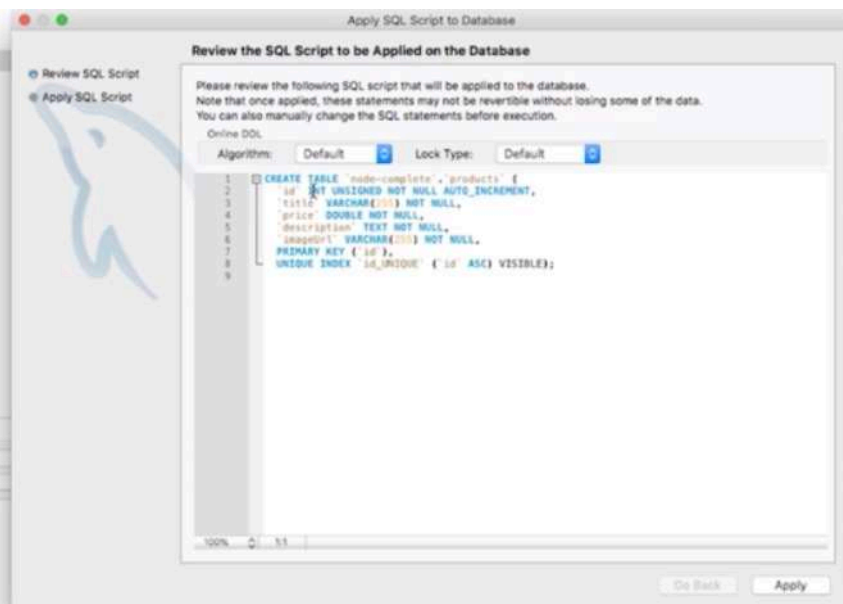 Apply SQL Script to Database
Review the SQL Script to be Applied on the Database
Review SQL Script
Apply SQL Script
Please review the following SQL script that will be applied to the database.
Note that once applied, these statements may not be revertible without losing some of the data.
You can also manually change the SQL statements before execution.
Online DDL
Algorithm: Default Lock Type: Default
1 CREATE TABLE `node-complete`.`products` (
2 `id` INT UNSIGNED NOT NULL AUTO_INCREMENT,
3 `title` VARCHAR(255) NOT NULL,
4 `price` DOUBLE NOT NULL,
5 `description` TEXT NOT NULL,
6 `imageUrl` VARCHAR(255) NOT NULL,
7 PRIMARY KEY (`id`),
8 UNIQUE INDEX `id_UNIQUE` (`id` ASC) VISIBLE);
9
100% 1:1
Go Back Apply